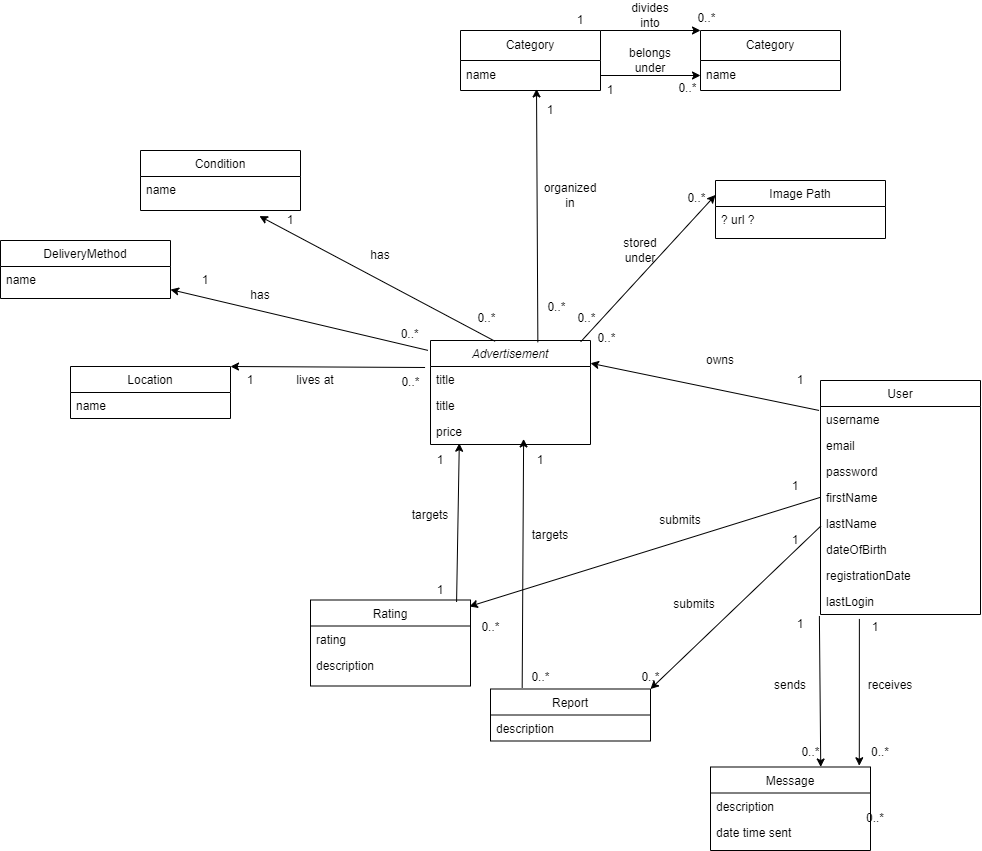 divides
into
1
0..*
Category
name
Category
name
belongs
under
1
0..*
1
organized
in
0..*
Condition
name
1
has
0..*
DeliveryMethod
name
1
has
0..*
Location
name
1
lives at
0..*
Image Path
? url ?
0..*
stored
under
0..*
Advertisement
title
title
price
0..*
owns
1
User
username
email
password
firstName
lastName
dateOfBirth
registrationDate
lastLogin
1
targets
1
1
targets
0..*
1
submits
0..*
1
submits
0..*
Rating
rating
description
Report
description
1
sends
0..*
1
receives
0..*
Message
description
date time sent
0..*